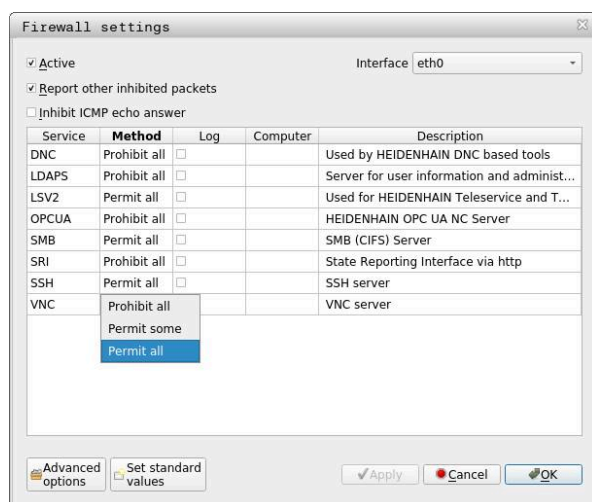 Firewall settings
Active
Interface eth0
Report other inhibited packets
Inhibit ICMP echo answer
Service Method Log Computer Description
DNC Prohibit all Used by HEIDENHAIN DNC based tools
LDAPS Prohibit all Server for user information and administ...
LSV2 Permit all Used for HEIDENHAIN Teleservice and T...
OPCUA Prohibit all HEIDENHAIN OPC UA NC Server
SMB Permit all SMB (CIFS) Server
SRI Prohibit all State Reporting Interface via http
SSH Permit all SSH server
VNC VNC server
Prohibit all
Permit some
Permit all
Advanced options
Set standard values
Apply
Cancel
OK